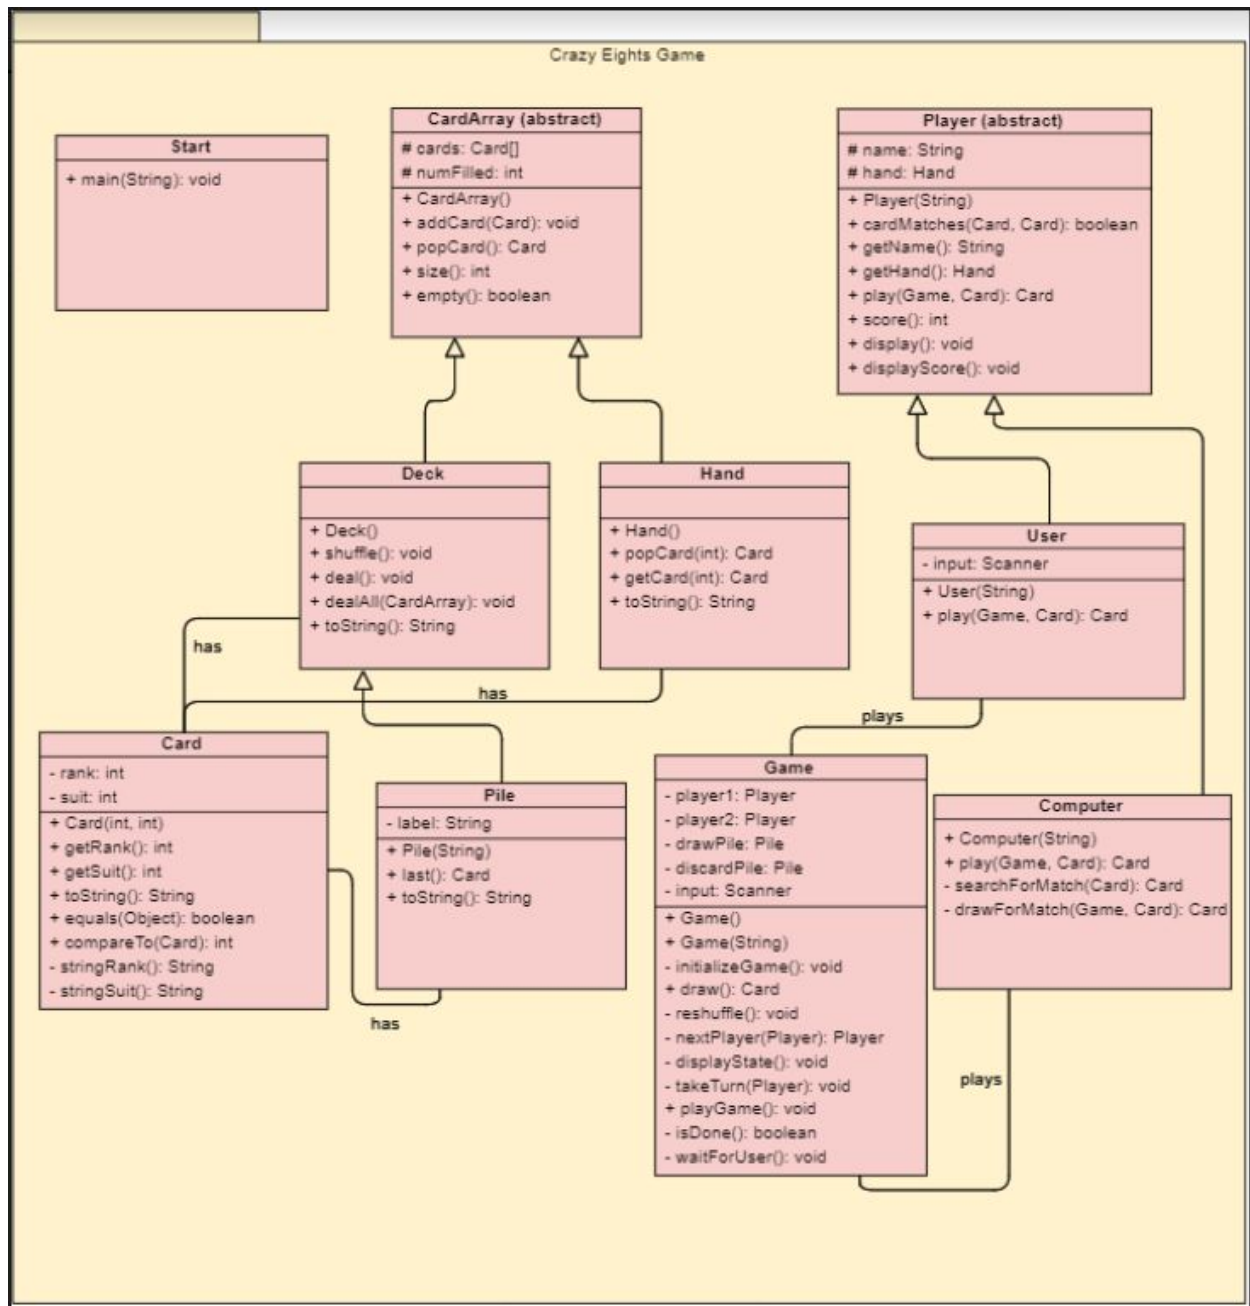 Crazy Eights Game
Start
+ main(String): void
CardArray (abstract)
# cards: Card[]
# numFilled: int
+ CardArray()
+ addCard(Card): void
+ popCard(): Card
+ size(): int
+ empty(): boolean
Player (abstract)
# name: String
# hand: Hand
+ Player(String)
+ cardMatches(Card, Card): boolean
+ getName(): String
+ getHand(): Hand
+ play(Game, Card): Card
+ score(): int
+ display(): void
+ displayScore(): void
Deck
+ Deck()
+ shuffle(): void
+ deal(): void
+ dealAll(CardArray): void
+ toString(): String
Hand
+ Hand()
+ popCard(int): Card
+ getCard(int): Card
+ toString(): String
User
- input: Scanner
+ User(String)
+ play(Game, Card): Card
has
has
plays
Card
- rank: int
- suit: int
+ Card(int, int)
+ getRank(): int
+ getSuit(): int
+ toString(): String
+ equals(Object): boolean
+ compareTo(Card): int
- stringRank(): String
- stringSuit(): String
Pile
- label: String
+ Pile(String)
+ last(): Card
+ toString(): String
has
Game
- player1: Player
- player2: Player
- drawPile: Pile
- discardPile: Pile
- input: Scanner
+ Game()
+ Game(String)
- initializeGame(): void
+ draw(): Card
- reshuffle(): void
- nextPlayer(Player): Player
- displayState(): void
- takeTurn(Player): void
+ playGame(): void
- isDone(): boolean
- waitForUser(): void
Computer
+ Computer(String)
+ play(Game, Card): Card
- searchForMatch(Card): Card
- drawForMatch(Game, Card): Card
plays